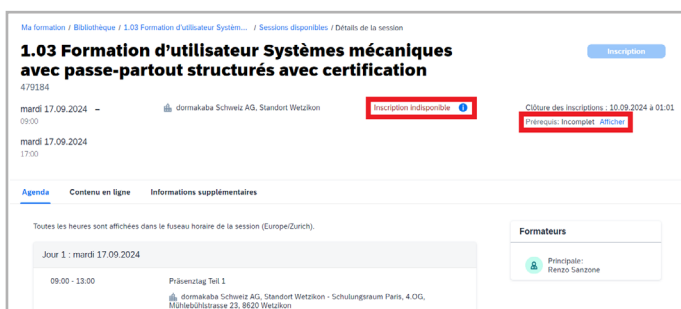 Ma formation / Bibliothèque / 1.03 Formation d'utilisateur Systèm... / Sessions disponibles / Détails de la session
1.03 Formation d'utilisateur Systèmes mécaniques
avec passe-partout structurés avec certification
Inscription
479184
mardi 17.09.2024 –
09:00
mardi 17.09.2024
17:00
dormakaba Schweiz AG, Standort Wetzikon
Inscription indisponible
Clôture des inscriptions : 10.09.2024 à 01:01
Prérequis: Incomplet Afficher
Agenda Contenu en ligne Informations supplémentaires
Toutes les heures sont affichées dans le fuseau horaire de la session (Europe/Zurich).
Jour 1 : mardi 17.09.2024
09:00 - 13:00
Präsenztag Teil 1
dormakaba Schweiz AG, Standort Wetzikon - Schulungsraum Paris, 4.OG,
Mühlebühlstrasse 23, 8620 Wetzikon
Formateurs
Principale:
Renzo Sanzone